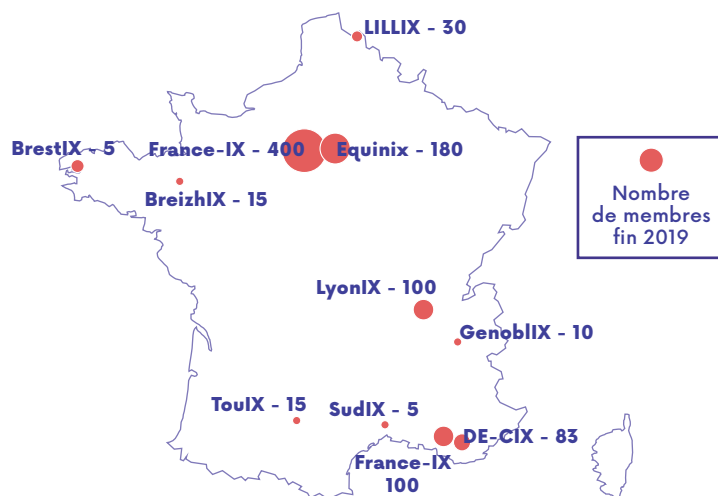 LILLIX - 30
BrestIX - 5
France-IX - 400
Equinix - 180
BreizhIX - 15
Nombre
de membres
fin 2019
LyonIX - 100
GenoblIX - 10
TouIX - 15
SudIX - 5
DE-CIX - 83
France-IX
100